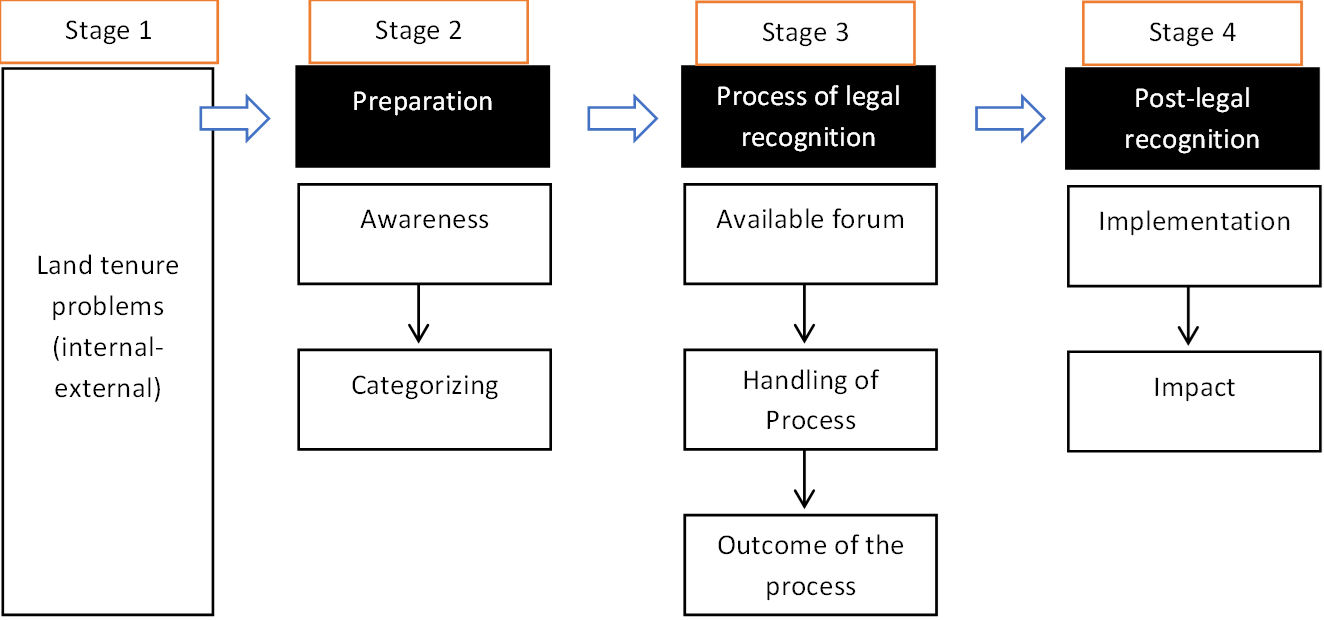 Stage 1
Land tenure
problems
(internal-
external)
Stage 2
Preparation
Awareness
Categorizing
Stage 3
Process of legal
recognition
Available forum
Handling of
Process
Outcome of the
process
Stage 4
Post-legal
recognition
Implementation
Impact